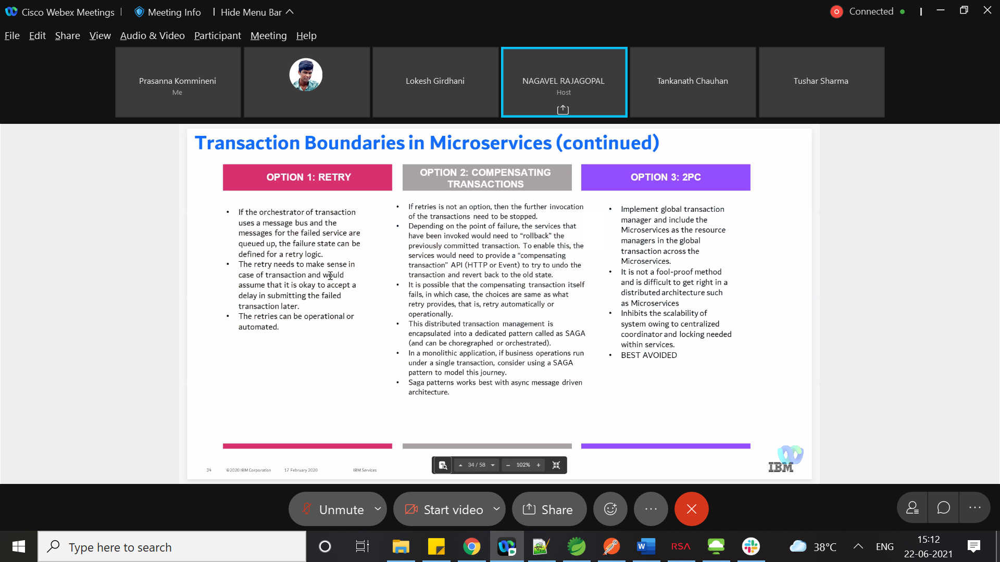 Cisco Webex Meetings
Meeting Info
Hide Menu Bar
Connected
File Edit Share View Audio & Video Participant Meeting Help
Prasanna Kommineni
Me
Lokesh Girdhani
NAGAVEL RAJAGOPAL
Host
Tankanath Chauhan
Tushar Sharma
Transaction Boundaries in Microservices (continued)
OPTION 1: RETRY
• If the orchestrator of transaction
uses a message bus and the
messages for the failed service are
queued up, the failure state can be
defined for a retry logic.
• The retry needs to make sense in
case of transaction and would
assume that it is okay to accept a
delay in submitting the failed
transaction later.
• The retries can be operational or
automated.
OPTION 2: COMPENSATING
TRANSACTIONS
• If retries is not an option, then the further invocation
of the transactions need to be stopped.
• Depending on the point of failure, the services that
have been invoked would need to “rollback” the
previously committed transaction. To enable this, the
services would need to provide a “compensating
transaction” API (HTTP or Event) to try to undo the
transaction and revert back to the old state.
• It is possible that the compensating transaction itself
fails, in which case, the choices are same as what
retry provides, that is, retry automatically or
operationally.
• This distributed transaction management is
encapsulated into a dedicated pattern called as SAGA
(and can be choregraphed or orchestrated).
• In a monolithic application, if business operations run
under a single transaction, consider using a SAGA
pattern to model this journey.
• Saga patterns works best with async message driven
architecture.
OPTION 3: 2PC
• Implement global transaction
manager and include the
Microservices as the resource
managers in the global
transaction across the
Microservices.
• It is not a fool-proof method
and is difficult to get right in a
distributed architecture such
as Microservices
• Inhibits the scalability of
system owing to centralized
coordinator and locking needed
within services.
• BEST AVOIDED
34 ©2020 IBM Corporation 17 February 2020 IBM Services
34 / 58
102%
IBM
Unmute
Start video
Share
Type here to search
RSA
38°C
ENG
15:12
22-06-2021